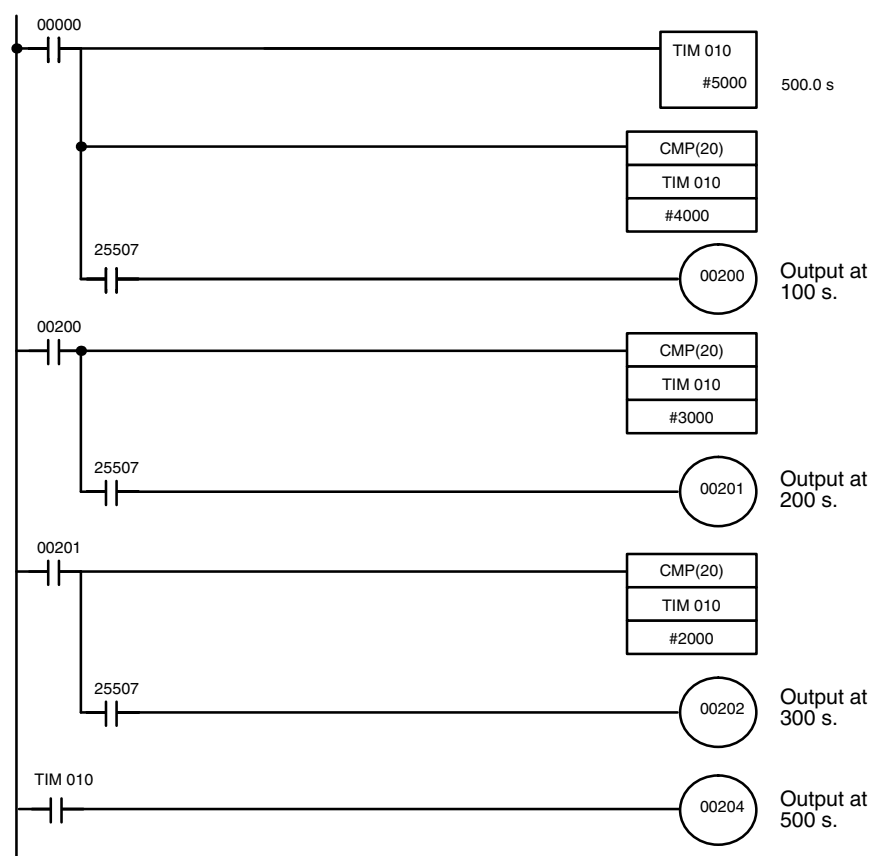 00000
TIM 010
#5000
500.0 s
CMP(20)
TIM 010
#4000
25507
00200
Output at
100 s.
00200
CMP(20)
TIM 010
#3000
25507
00201
Output at
200 s.
00201
CMP(20)
TIM 010
#2000
25507
00202
Output at
300 s.
TIM 010
00204
Output at
500 s.